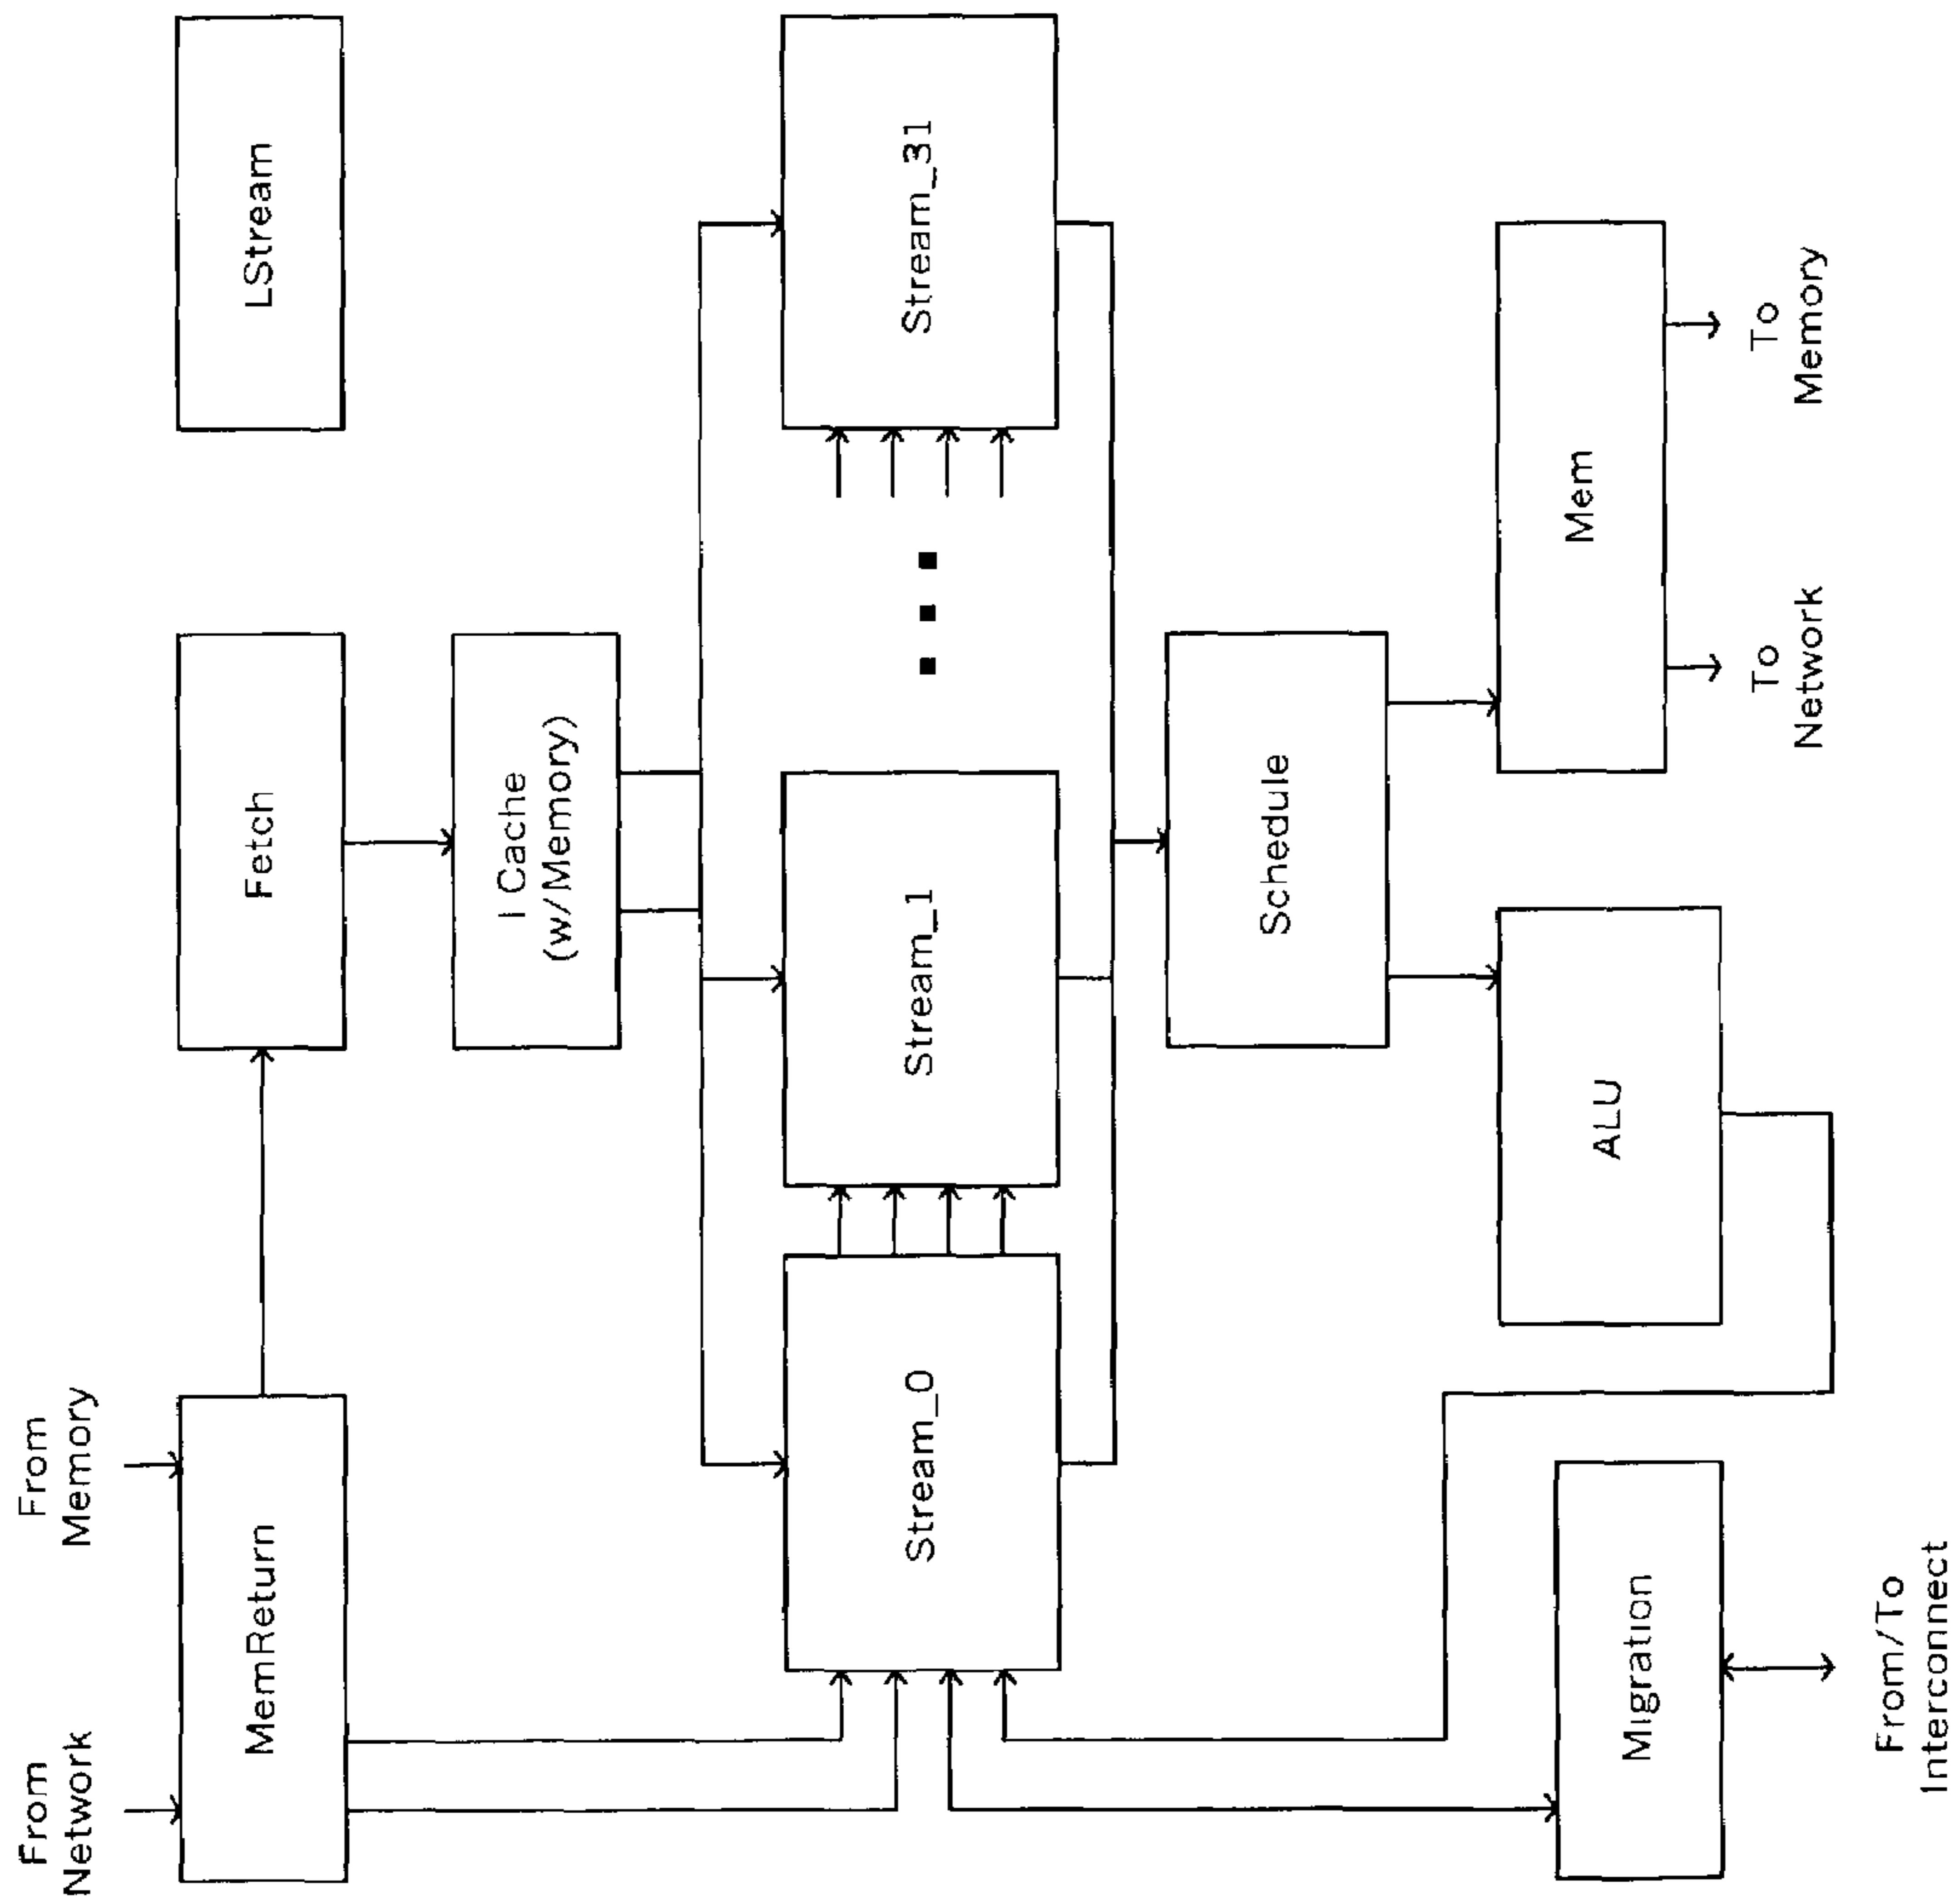 From
Network
From
Memory
MemReturn
Fetch
LStream
I Cache
(w/Memory)
Stream_0
Stream_1
Stream_31
Schedule
Migration
ALU
Mem
From/To
Interconnect
To
Network
To
Memory